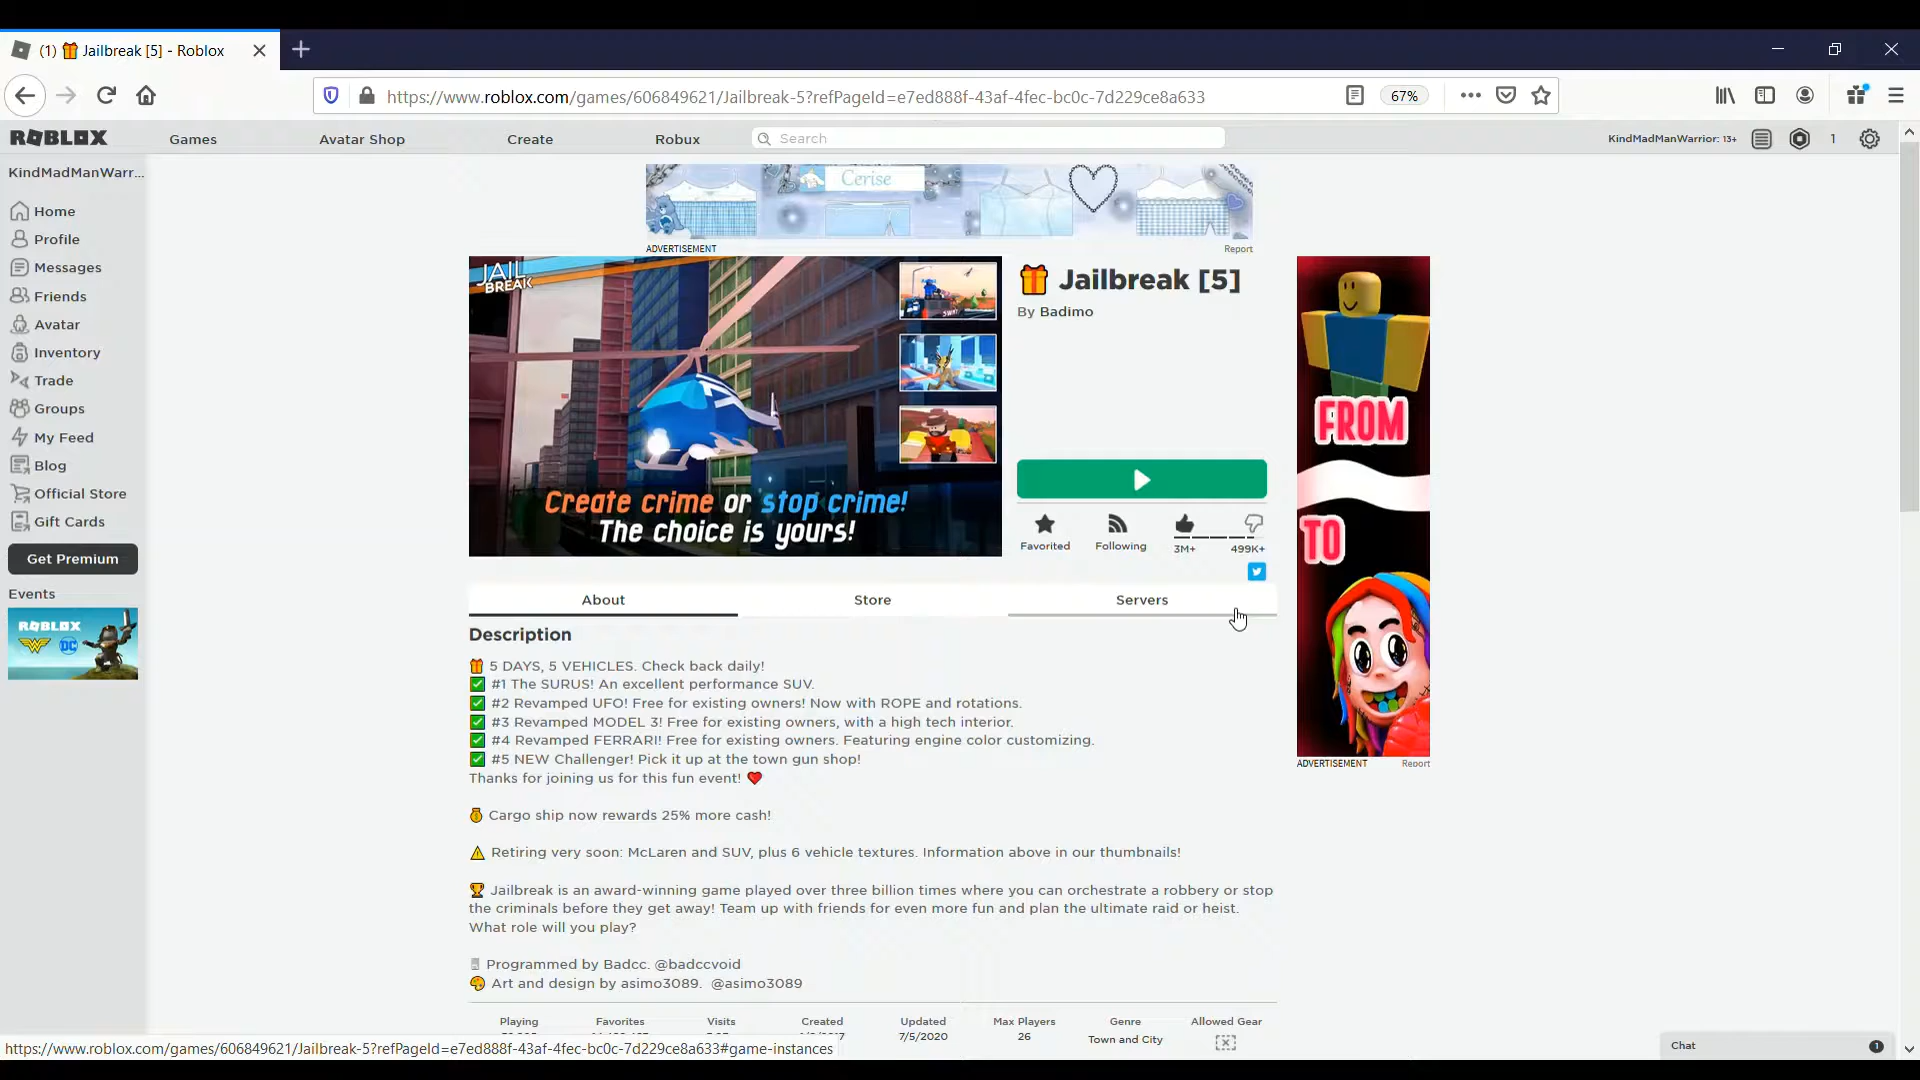 (1) 🎁 Jailbreak [5] - Roblox
https://www.roblox.com/games/606849621/Jailbreak-5?refPageId=e7ed888f-43af-4fec-bc0c-7d229ce8a633
67%
ROBLOX
Games
Avatar Shop
Create
Robux
Search
KindMadManWarrior: 13+
1
KindMadManWarr...
Home
Profile
Messages
Friends
Avatar
Inventory
Trade
Groups
My Feed
Blog
Official Store
Gift Cards
Get Premium
Events
ROBLOX
DC
Cerise
ADVERTISEMENT
Report
JAIL
BREAK
Create crime or stop crime!
The choice is yours!
🎁 Jailbreak [5]
By Badimo
Favorited
Following
3M+
499K+
FROM
TO
ADVERTISEMENT
Report
About
Store
Servers
Description
🎁 5 DAYS, 5 VEHICLES. Check back daily!
✅ #1 The SURUS! An excellent performance SUV.
✅ #2 Revamped UFO! Free for existing owners! Now with ROPE and rotations.
✅ #3 Revamped MODEL 3! Free for existing owners, with a high tech interior.
✅ #4 Revamped FERRARI! Free for existing owners. Featuring engine color customizing.
✅ #5 NEW Challenger! Pick it up at the town gun shop!
Thanks for joining us for this fun event! ❤️
💰 Cargo ship now rewards 25% more cash!
⚠️ Retiring very soon: McLaren and SUV, plus 6 vehicle textures. Information above in our thumbnails!
🏆 Jailbreak is an award-winning game played over three billion times where you can orchestrate a robbery or stop
the criminals before they get away! Team up with friends for even more fun and plan the ultimate raid or heist.
What role will you play?
Programmed by Badcc. @badccvoid
🎨 Art and design by asimo3089. @asimo3089
Playing
Favorites
Visits
Created
Updated
Max Players
Genre
Allowed Gear
7/5/2020
26
Town and City
https://www.roblox.com/games/606849621/Jailbreak-5?refPageId=e7ed888f-43af-4fec-bc0c-7d229ce8a633#game-instances
Chat
1